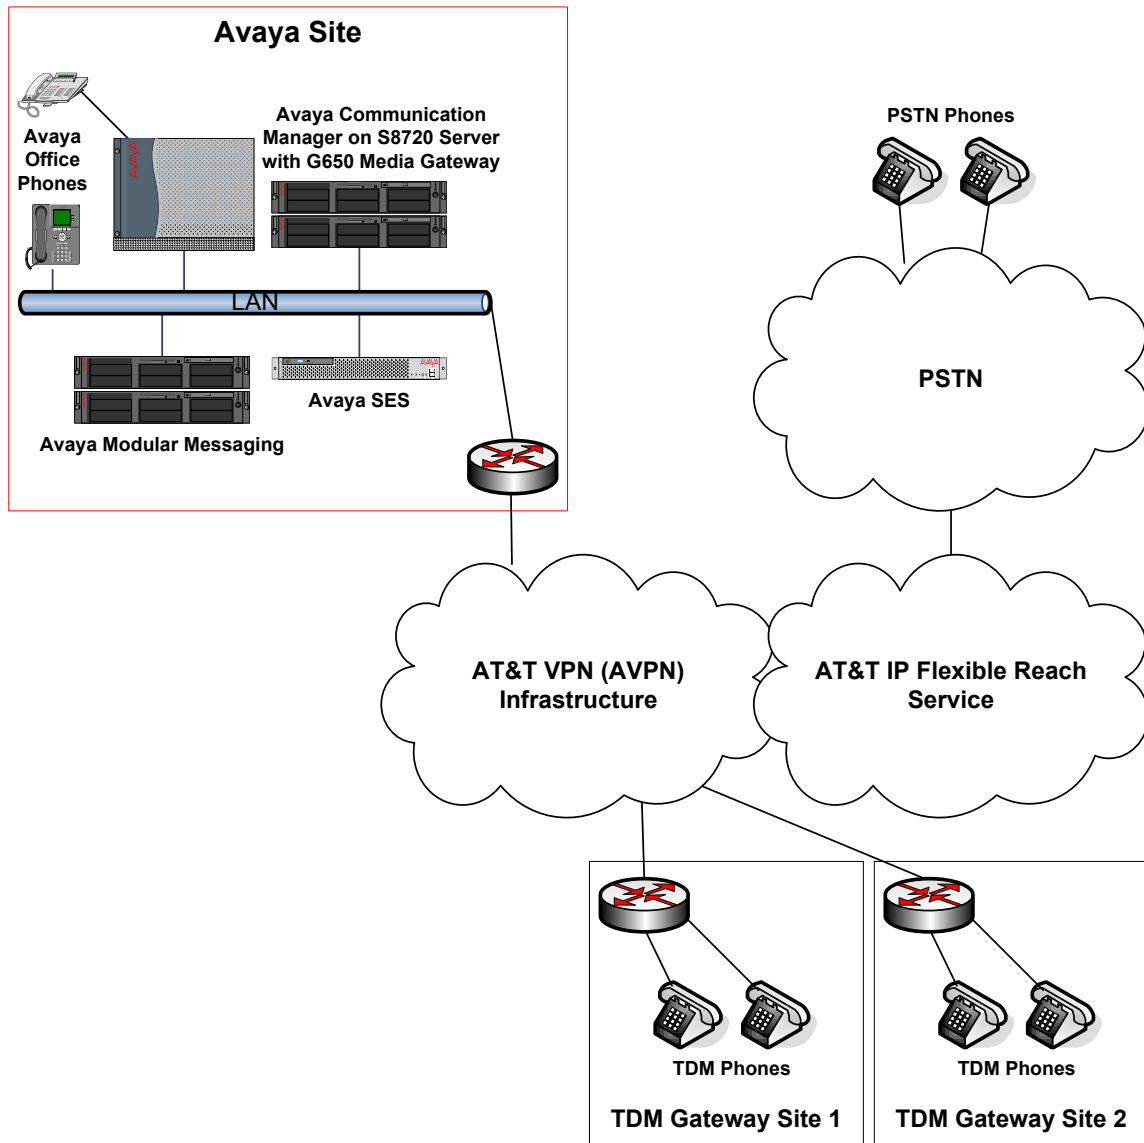 Avaya Site
Avaya
Office
Phones
AVAYA
Avaya Communication
Manager on S8720 Server
with G650 Media Gateway
LAN
AVAYA
Avaya SES
Avaya Modular Messaging
PSTN Phones
PSTN
AT&T VPN (AVPN)
Infrastructure
AT&T IP Flexible Reach
Service
TDM Phones
TDM Gateway Site 1
TDM Phones
TDM Gateway Site 2